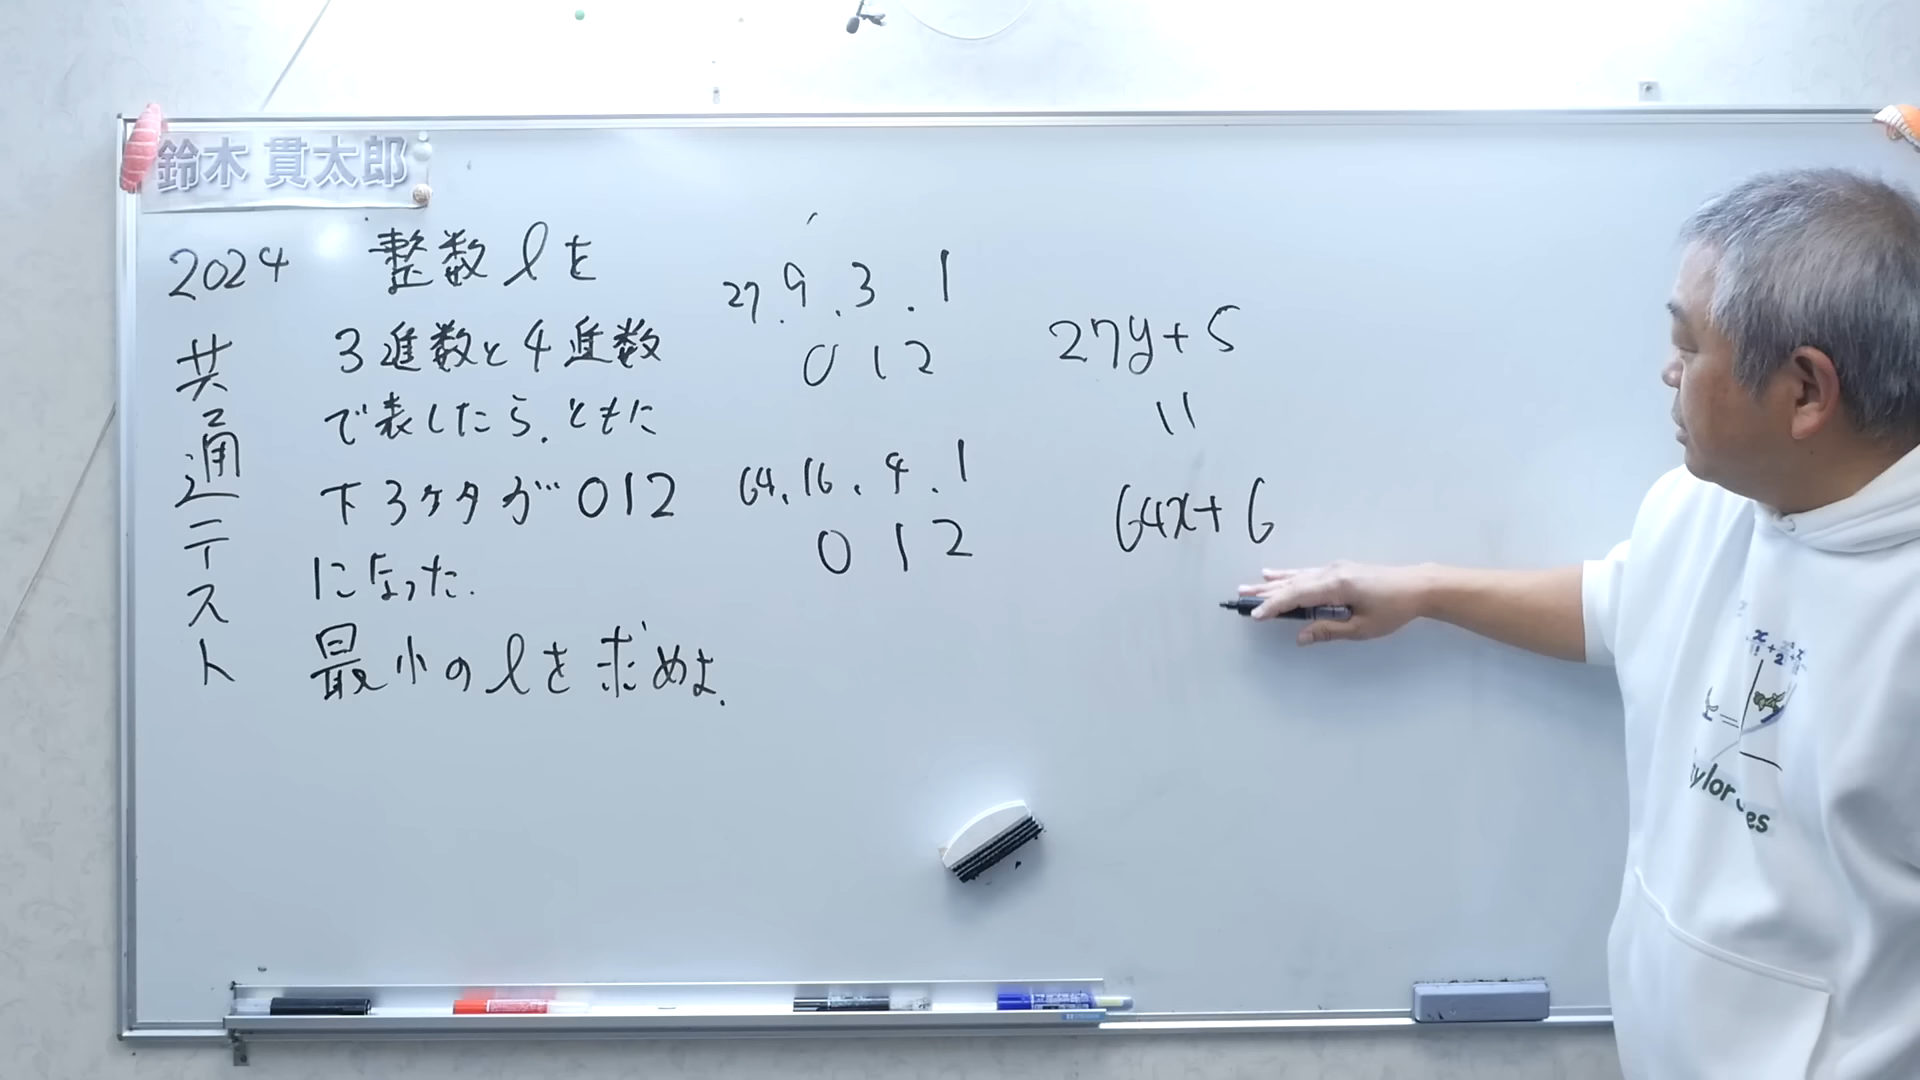 鈴木 貫太郎
2024
共通テスト
整数 l を
3進数と4進数
で表したら、ともに
下3ケタが012
になった.
最小の l を求めよ.
27. 9. 3. 1
0 1 2
64. 16. 4. 1
0 1 2
27y+5
||
64x+6